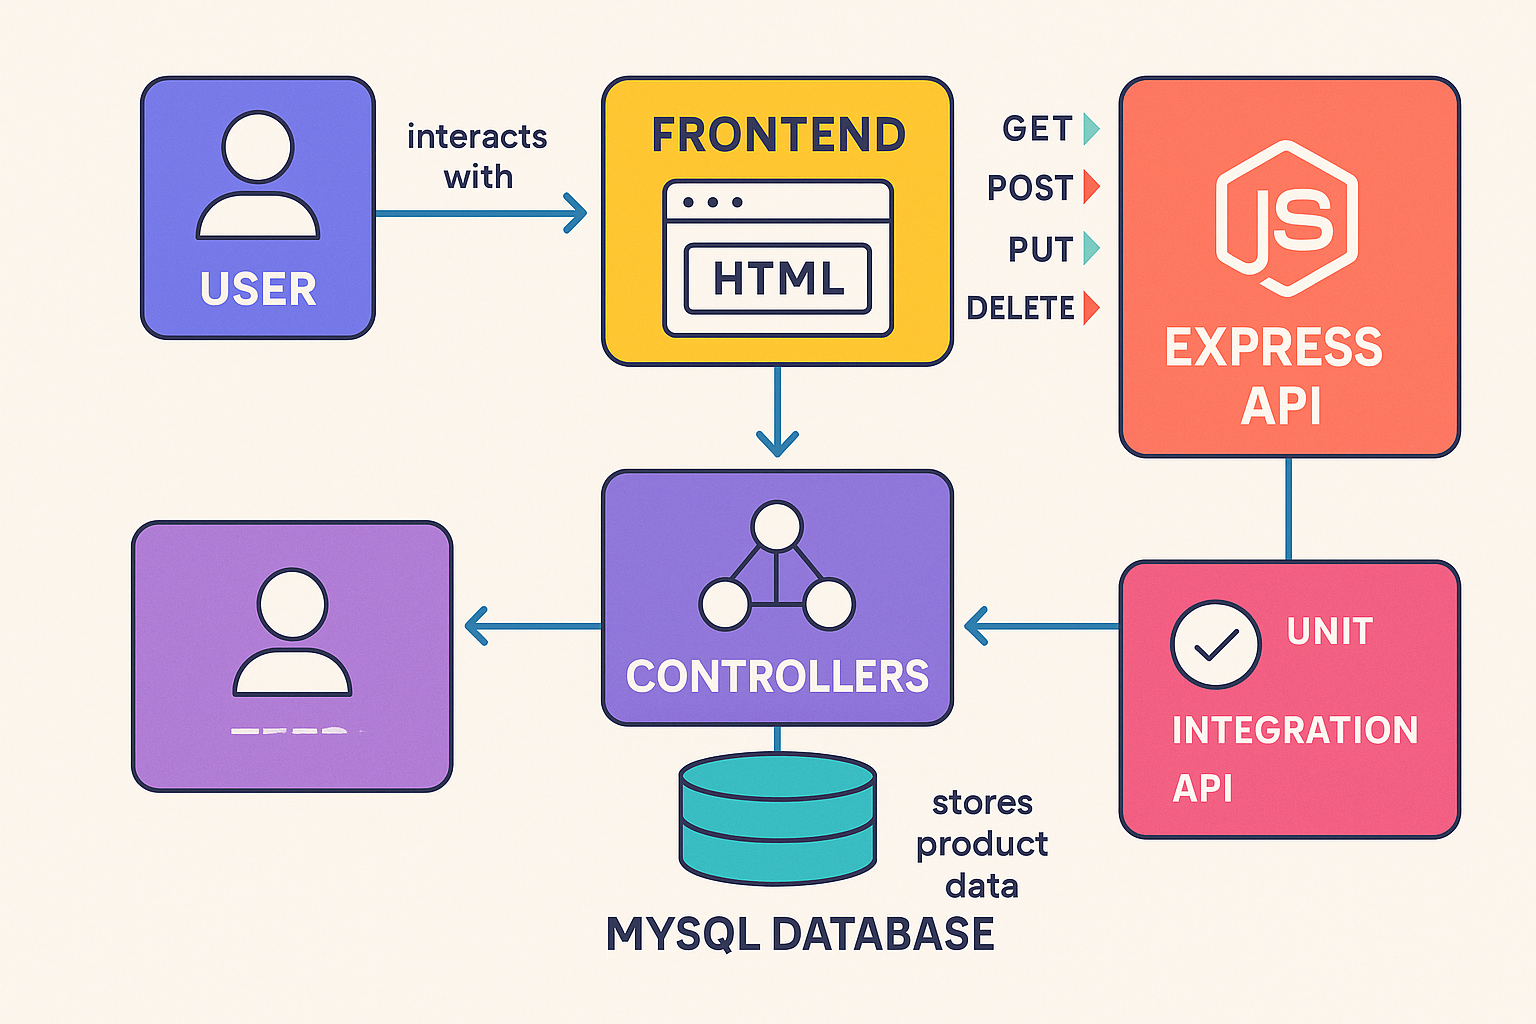 USER
interacts
with
FRONTEND
HTML
GET
POST
PUT
DELETE
JS
EXPRESS
API
CONTROLLERS
UNIT
INTEGRATION
API
stores
product
data
MYSQL DATABASE